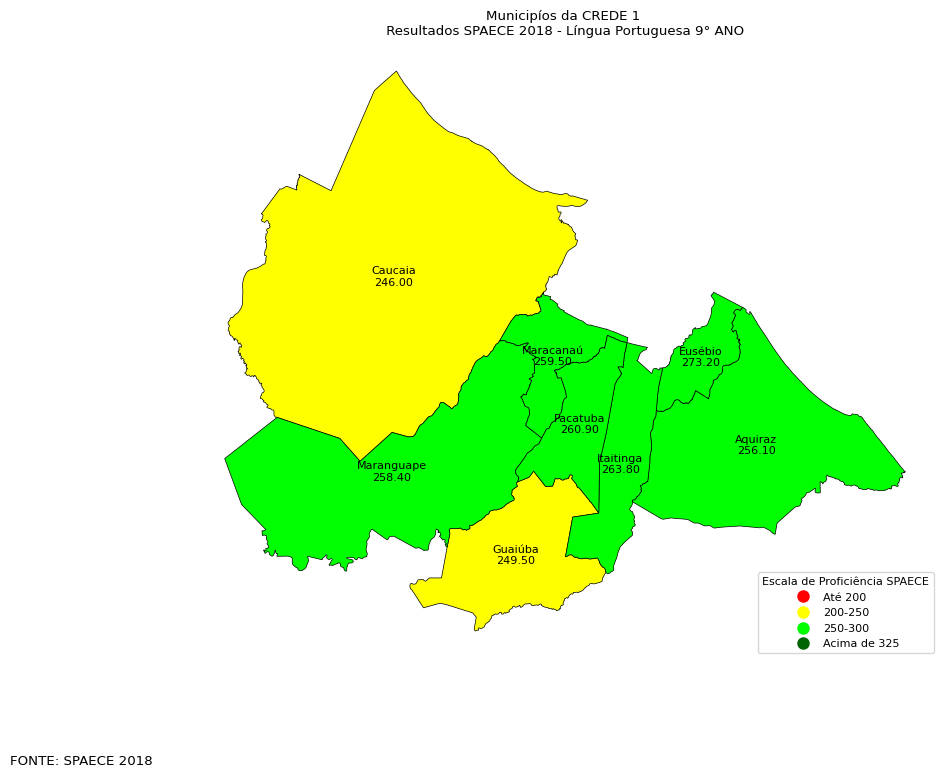 Municipíos da CREDE 1
Resultados SPAECE 2018 - Língua Portuguesa 9° ANO
Caucaia
246.00
Maracanaú
259.50
Eusébio
273.20
Pacatuba
260.90
Aquiraz
256.10
Itaitinga
263.80
Maranguape
258.40
Guaiúba
249.50
Escala de Proficiência SPAECE
Até 200
200-250
250-300
Acima de 325
FONTE: SPAECE 2018